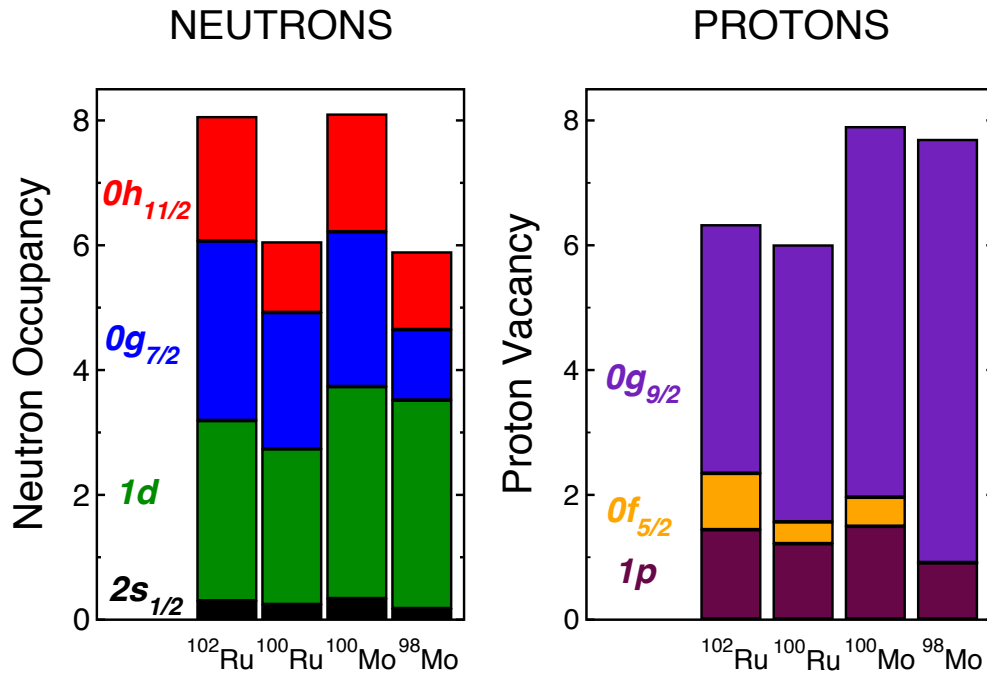 NEUTRONS
Neutron Occupancy
8
6
4
2
0
0h11/2
0g7/2
1d
2s1/2
102Ru 100Ru 100Mo 98Mo
PROTONS
Proton Vacancy
8
6
4
2
0
0g9/2
0f5/2
1p
102Ru 100Ru 100Mo 98Mo